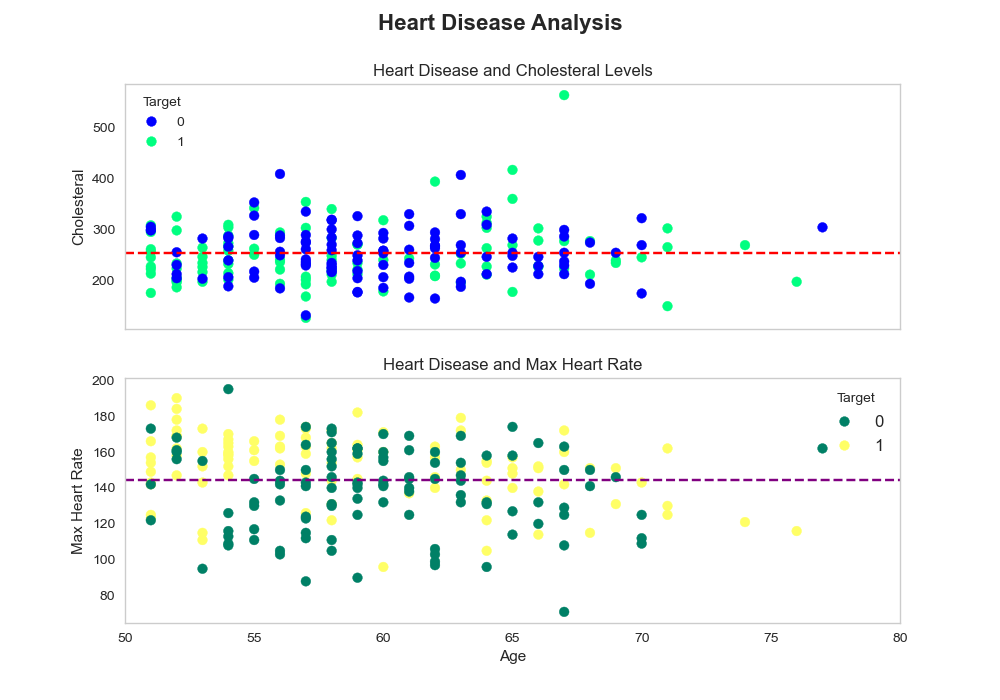 Heart Disease Analysis
Heart Disease and Cholesteral Levels
Target
0
1
500
400
300
200
Cholesteral
Heart Disease and Max Heart Rate
Target
0
1
200
180
160
140
120
100
80
Max Heart Rate
50 55 60 65 70 75 80
Age